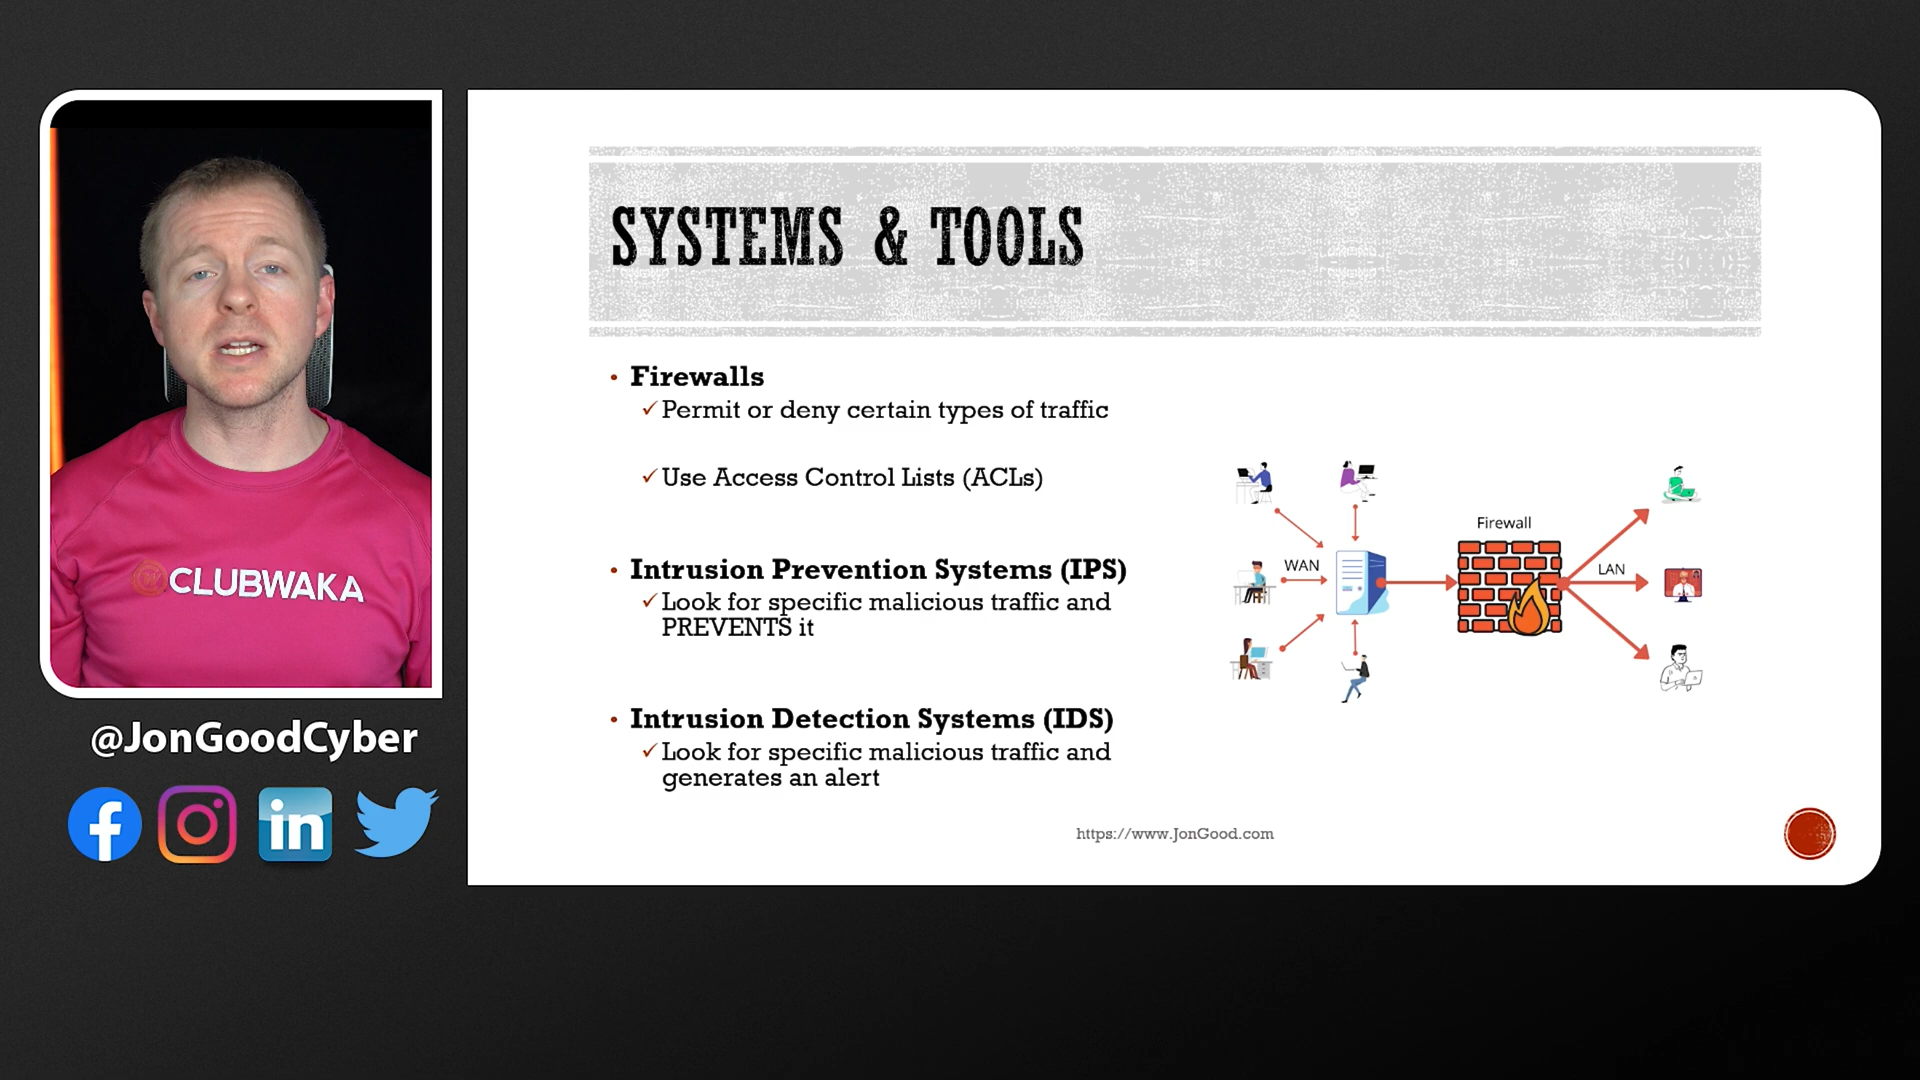 CLUBWAKA
@JonGoodCyber
SYSTEMS & TOOLS
• Firewalls
✓Permit or deny certain types of traffic
✓Use Access Control Lists (ACLs)
• Intrusion Prevention Systems (IPS)
✓Look for specific malicious traffic and
PREVENTS it
• Intrusion Detection Systems (IDS)
✓Look for specific malicious traffic and
generates an alert
Firewall
WAN
LAN
https://www.JonGood.com